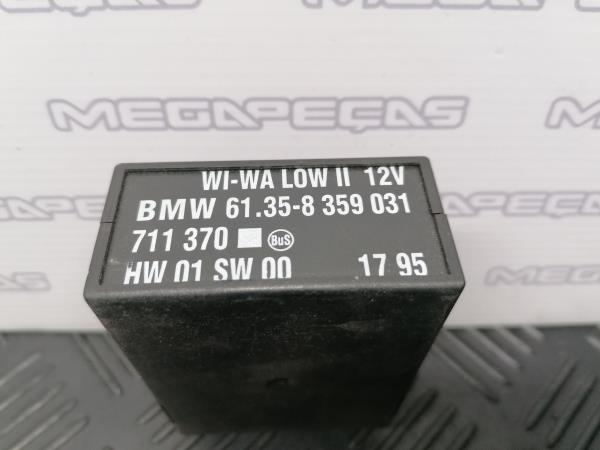 MEGAPEÇAS
WI-WA LOW II 12V
BMW 61.35-8 359 031
711 370 BuS
HW 01 SW 00 17 95